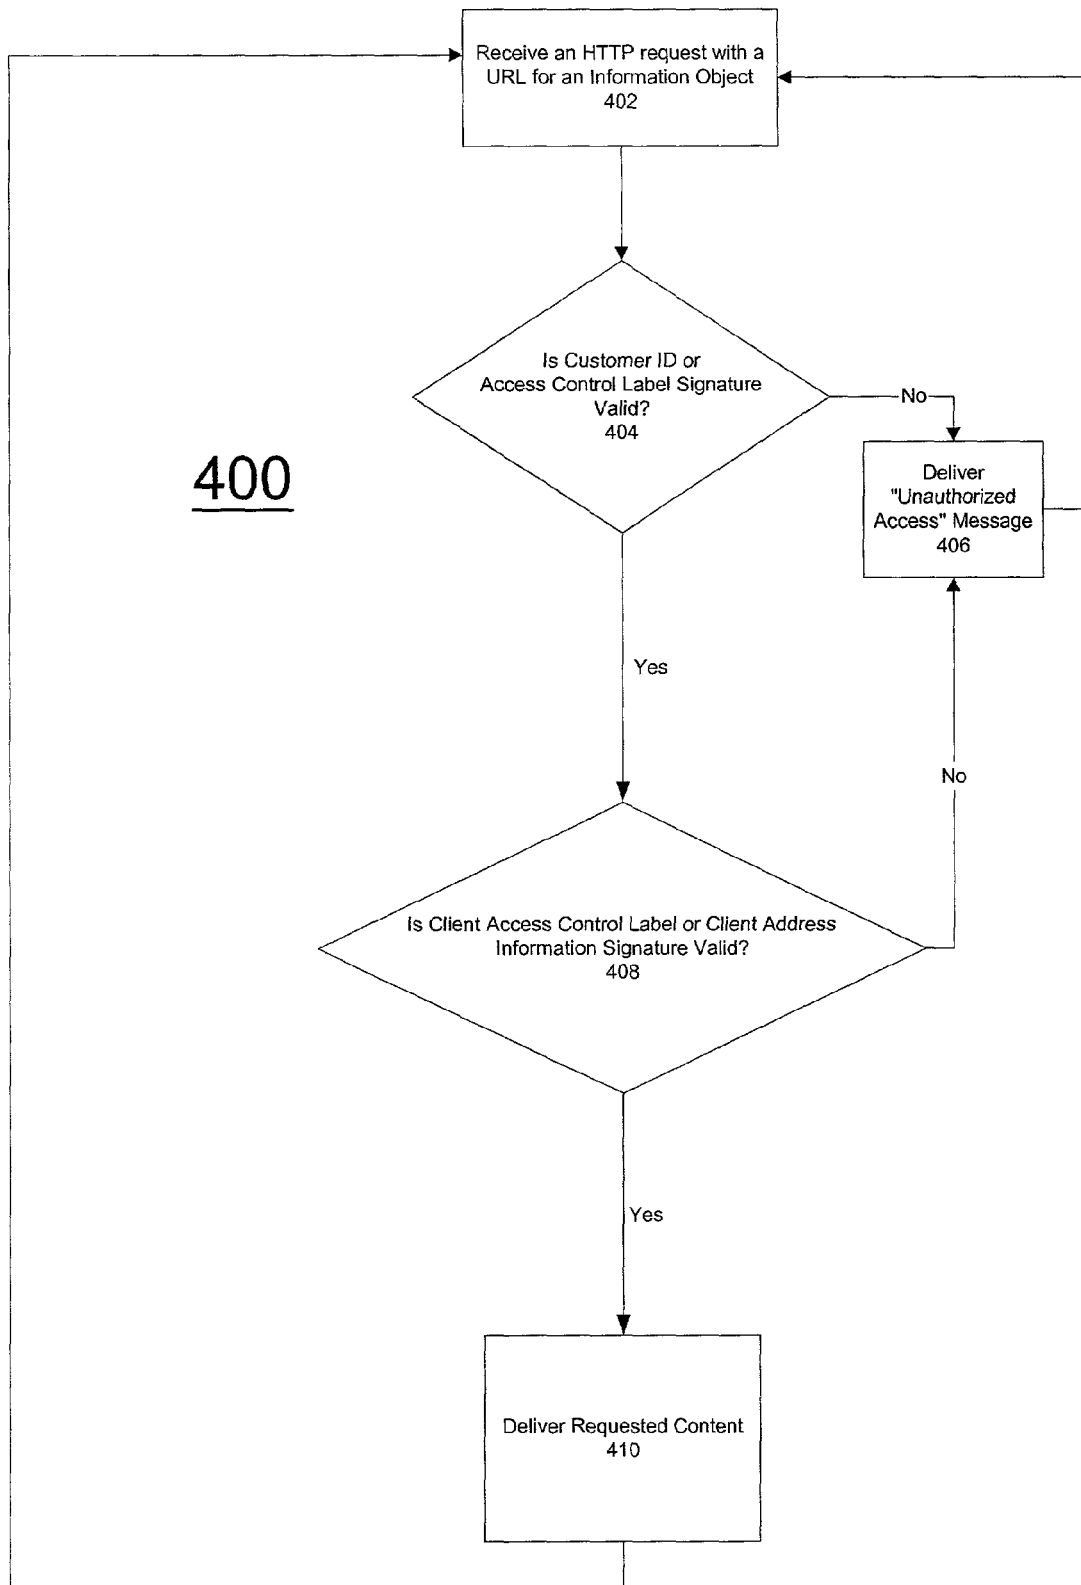 Receive an HTTP request with a
URL for an Information Object
402
Is Customer ID or
Access Control Label Signature
Valid?
404
No
400
Deliver
"Unauthorized
Access" Message
406
Yes
No
Is Client Access Control Label or Client Address
Information Signature Valid?
408
Yes
Deliver Requested Content
410